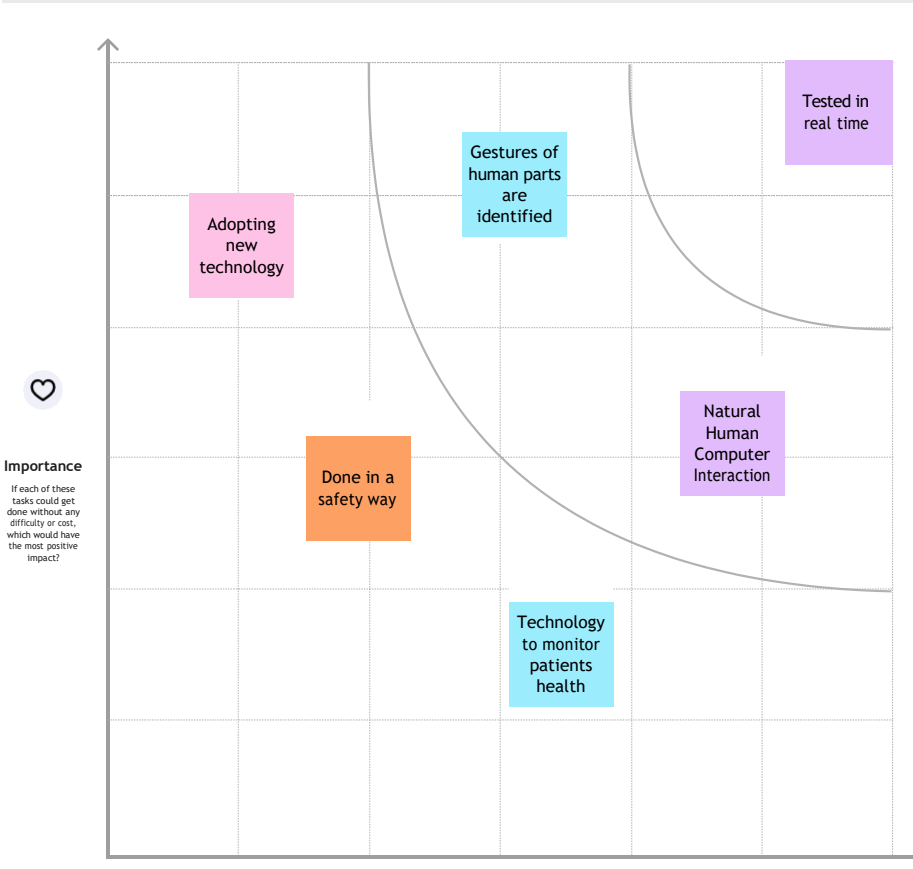 Tested in
real time
Gestures of
human parts
are
identified
Adopting
new
technology
Natural
Human
Computer
Interaction
Done in a
safety way
Importance
If each of these
tasks could get
done without any
difficulty or cost,
which would have
the most positive
impact?
Technology
to monitor
patients
health